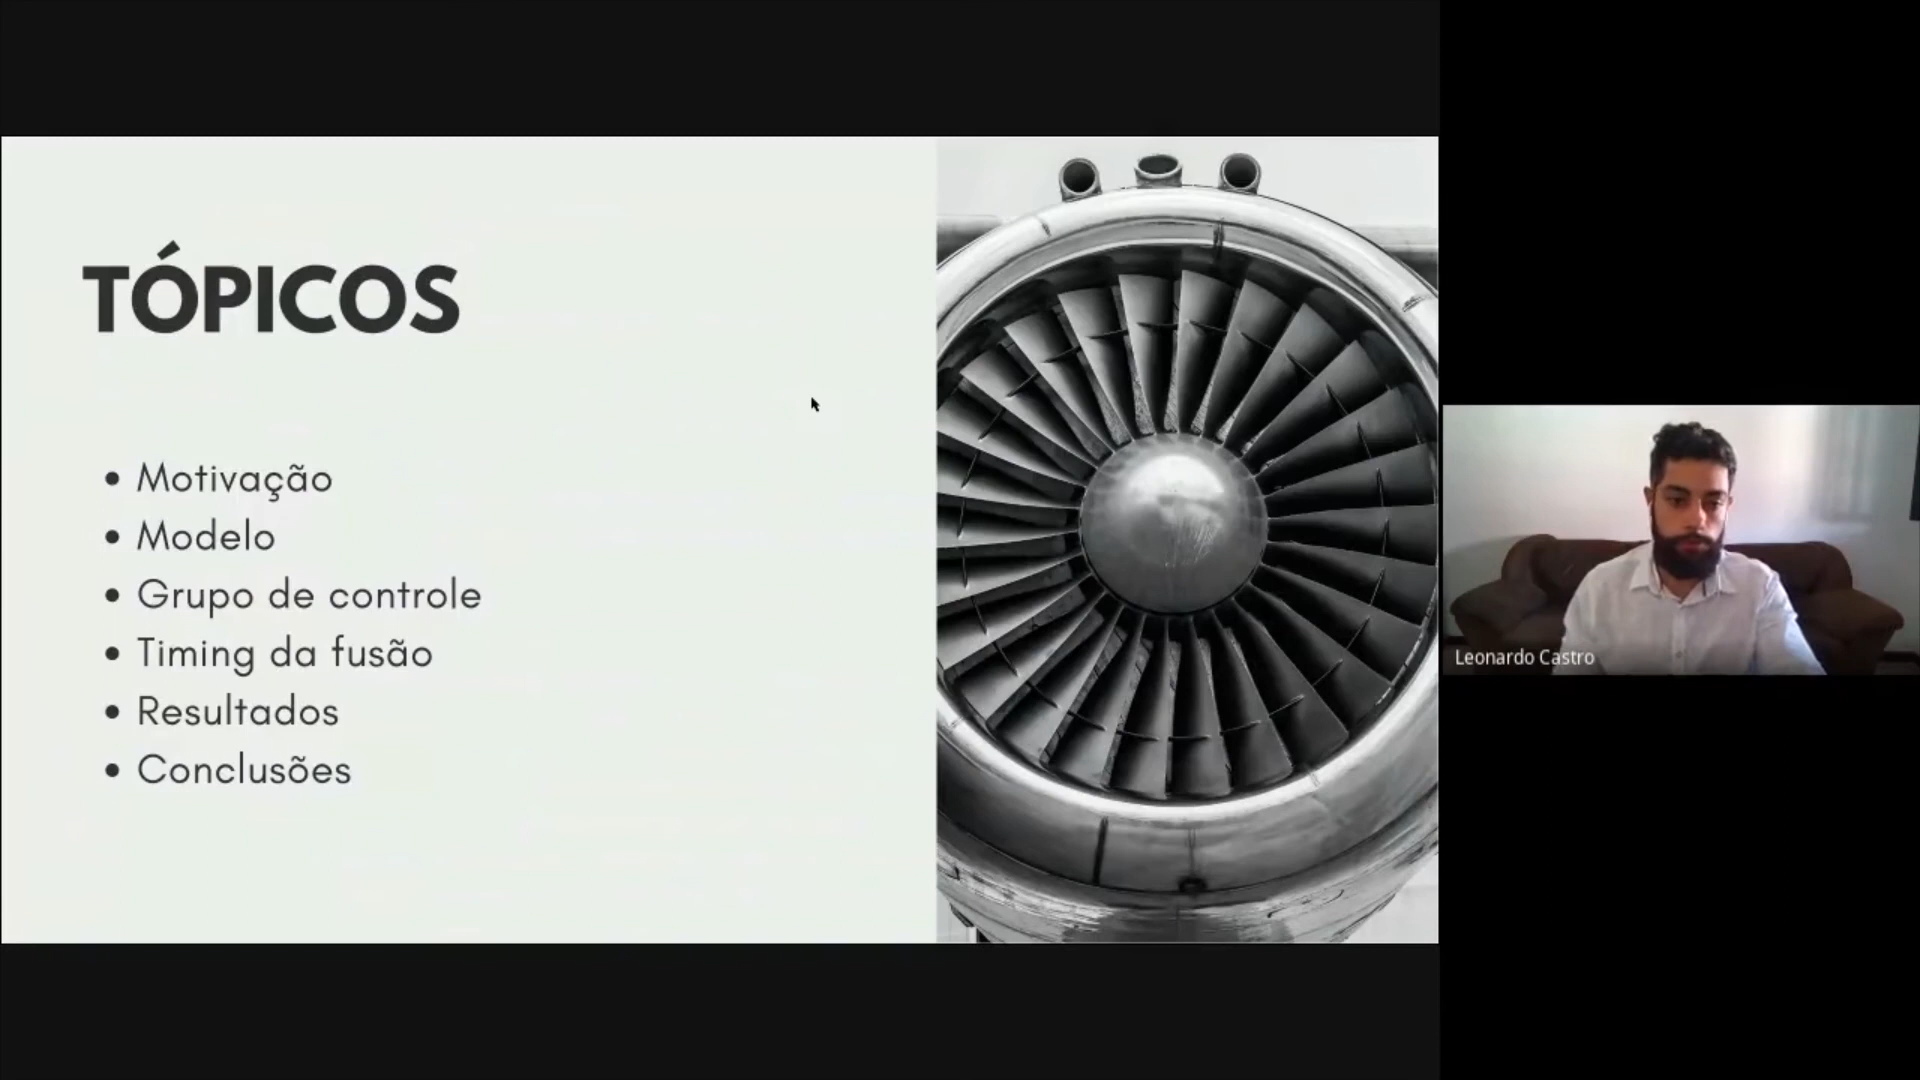 TÓPICOS
Motivação
Modelo
Grupo de controle
Timing da fusão
Resultados
Conclusões
Leonardo Castro